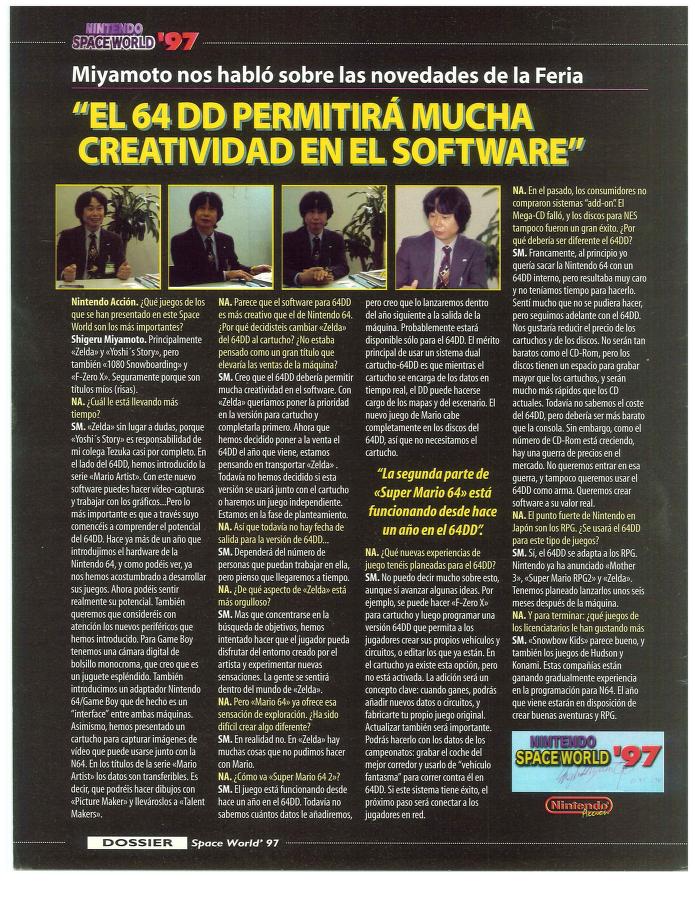 NINTENDO
SPACE WORLD '97
Miyamoto nos habló sobre las novedades de la Feria
“EL 64 DD PERMITIRÁ MUCHA
CREATIVIDAD EN EL SOFTWARE”
Nintendo Acción. ¿Qué juegos de los
que se han presentado en este Space
World son los más importantes?
Shigeru Miyamoto. Principalmente
«Zelda» y «Yoshi´s Story», pero
también «1080 Snowboarding» y
«F-Zero X». Seguramente porque son
títulos míos (risas).
NA. ¿Cuál le está llevando más
tiempo?
SM. «Zelda» sin lugar a dudas, porque
«Yoshi´s Story» es responsabilidad de
mi colega Tezuka casi por completo. En
el lado del 64DD, hemos introducido la
serie «Mario Artist». Con este nuevo
software puedes hacer vídeo-capturas
y trabajar con los gráficos...Pero lo
más importante es que a través suyo
comencéis a comprender el potencial
del 64DD. Hace ya más de un año que
introdujimos el hardware de la
Nintendo 64, y como podéis ver, ya
nos hemos acostumbrado a desarrollar
sus juegos. Ahora podéis sentir
realmente su potencial. También
queremos que consideréis con
atención los nuevos periféricos que
hemos introducido. Para Game Boy
tenemos una cámara digital de
bolsillo monocroma, que creo que es
un juguete espléndido. También
introducimos un adaptador Nintendo
64/Game Boy que de hecho es un
“interface” entre ambas máquinas.
Asimismo, hemos presentado un
cartucho para capturar imágenes de
vídeo que puede usarse junto con la
N64. En los títulos de la serie «Mario
Artist» los datos son transferibles. Es
decir, que podréis hacer dibujos con
«Picture Maker» y llevároslos a «Talent
Makers».
NA. Parece que el software para 64DD
es más creativo que el de Nintendo 64.
¿Por qué decidisteis cambiar «Zelda»
del 64DD al cartucho? ¿No estaba
pensado como un gran título que
elevaría las ventas de la máquina?
SM. Creo que el 64DD debería permitir
mucha creatividad en el software. Con
«Zelda» queríamos poner la prioridad
en la versión para cartucho y
completarla primero. Ahora que
hemos decidido poner a la venta el
64DD el año que viene, estamos
pensando en transportar «Zelda» .
Todavía no hemos decidido si esta
versión se usará junto con el cartucho
o haremos un juego independiente.
Estamos en la fase de planteamiento.
NA. Así que todavía no hay fecha de
salida para la versión de 64DD...
SM. Dependerá del número de
personas que puedan trabajar en ella,
pero pienso que llegaremos a tiempo.
NA. ¿De qué aspecto de «Zelda» está
más orgulloso?
SM. Mas que concentrarse en la
búsqueda de objetivos, hemos
intentado hacer que el jugador pueda
disfrutar del entorno creado por el
artista y experimentar nuevas
sensaciones. La gente se sentirá
dentro del mundo de «Zelda».
NA. Pero «Mario 64» ya ofrece esa
sensación de exploración. ¿Ha sido
difícil crear algo diferente?
SM. En realidad no. En «Zelda» hay
muchas cosas que no pudimos hacer
con Mario.
NA. ¿Cómo va «Super Mario 64 2»?
SM. El juego está funcionando desde
hace un año en el 64DD. Todavía no
sabemos cuántos datos le añadiremos,
pero creo que lo lanzaremos dentro
del año siguiente a la salida de la
máquina. Probablemente estará
disponible sólo para el 64DD. El mérito
principal de usar un sistema dual
cartucho-64DD es que mientras el
cartucho se encarga de los datos en
tiempo real, el DD puede hacerse
cargo de los mapas y del escenario. El
nuevo juego de Mario cabe
completamente en los discos del
64DD, así que no necesitamos el
cartucho.
“La segunda parte de
«Super Mario 64» está
funcionando desde hace
un año en el 64DD”.
NA. ¿Qué nuevas experiencias de
juego tenéis planeadas para el 64DD?
SM. No puedo decir mucho sobre esto,
aunque sí avanzar algunas ideas. Por
ejemplo, se puede hacer «F-Zero X»
para cartucho y luego programar una
versión 64DD que permita a los
jugadores crear sus propios vehículos y
circuitos, o editar los que ya están. En
el cartucho ya existe esta opción, pero
no está activada. La adición será un
concepto clave: cuando ganes, podrás
añadir nuevos datos o circuitos, y
fabricarte tu propio juego original.
Actualizar también será importante.
Podrás hacerlo con los datos de los
campeonatos: grabar el coche del
mejor corredor y usarlo de “vehículo
fantasma” para correr contra él en
64DD. Si este sistema tiene éxito, el
próximo paso será conectar a los
jugadores en red.
NA. En el pasado, los consumidores no
compraron sistemas “add-on”. El
Mega-CD falló, y los discos para NES
tampoco fueron un gran éxito. ¿Por
qué debería ser diferente el 64DD?
SM. Francamente, al principio yo
quería sacar la Nintendo 64 con un
64DD interno, pero resultaba muy caro
y no teníamos tiempo para hacerlo.
Sentí mucho que no se pudiera hacer,
pero seguimos adelante con el 64DD.
Nos gustaría reducir el precio de los
cartuchos y de los discos. No serán tan
baratos como el CD-Rom, pero los
discos tienen un espacio para grabar
mayor que los cartuchos, y serán
mucho más rápidos que los CD
actuales. Todavía no sabemos el coste
del 64DD, pero debería ser más barato
que la consola. Sin embargo, como el
número de CD-Rom está creciendo,
hay una guerra de precios en el
mercado. No queremos entrar en esa
guerra, y tampoco queremos usar el
64DD como arma. Queremos crear
software a su valor real.
NA. El punto fuerte de Nintendo en
Japón son los RPG. ¿Se usará el 64DD
para este tipo de juegos?
SM. Sí, el 64DD se adapta a los RPG.
Nintendo ya ha anunciado «Mother
3», «Super Mario RPG2» y «Zelda».
Tenemos planeado lanzarlos unos seis
meses después de la máquina.
NA. Y para terminar: ¿qué juegos de
los licenciatarios le han gustado más
SM. «Snowbow Kids» parece bueno, y
también los juegos de Hudson y
Konami. Estas compañías están
ganando gradualmente experiencia
en la programación para N64. El año
que viene estarán en disposición de
crear buenas aventuras y RPG.
NINTENDO
SPACE WORLD '97
Nintendo
Acción
DOSSIER Space World' 97